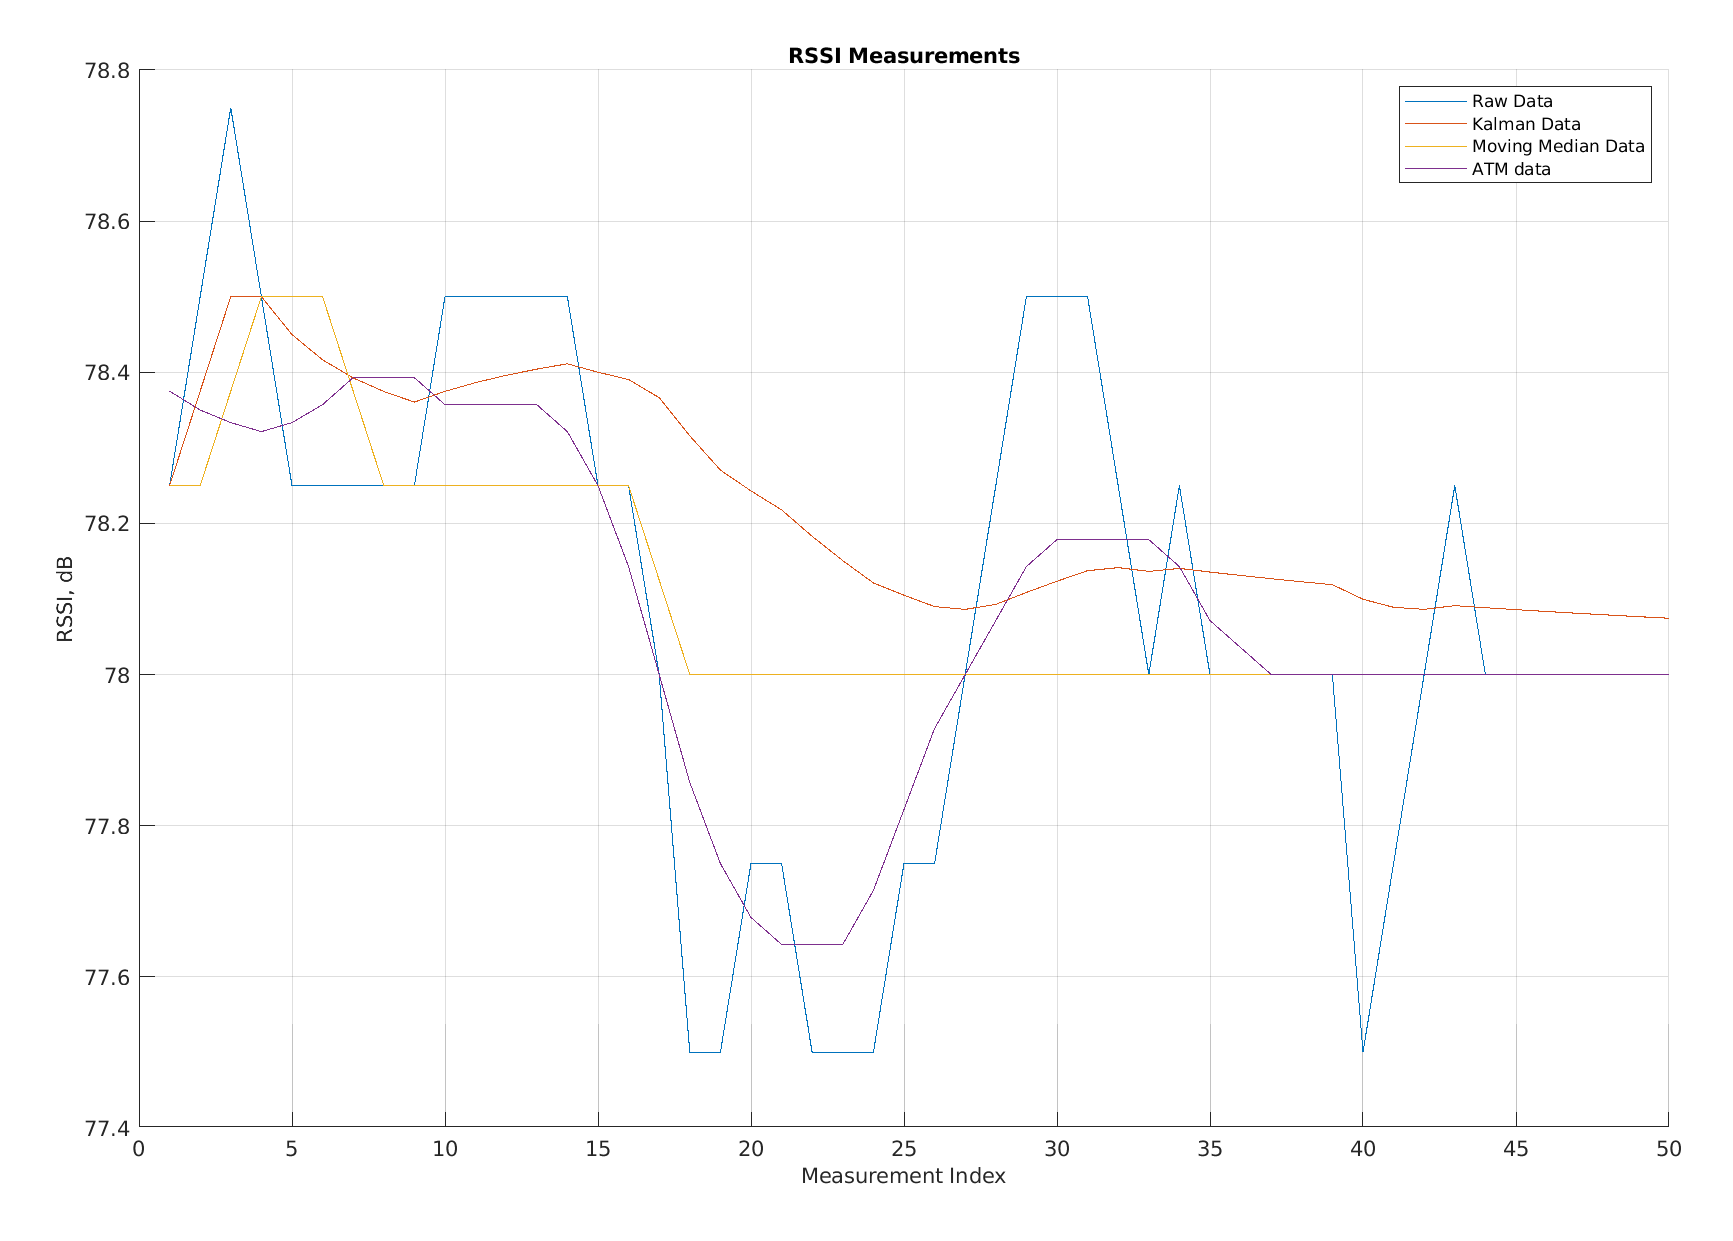 RSSI Measurements
78.8
78.6
78.4
78.2
78
77.8
77.6
77.4
RSSI, dB
Raw Data
Kalman Data
Moving Median Data
ATM data
0 5 10 15 20 25 30 35 40 45 50
Measurement Index